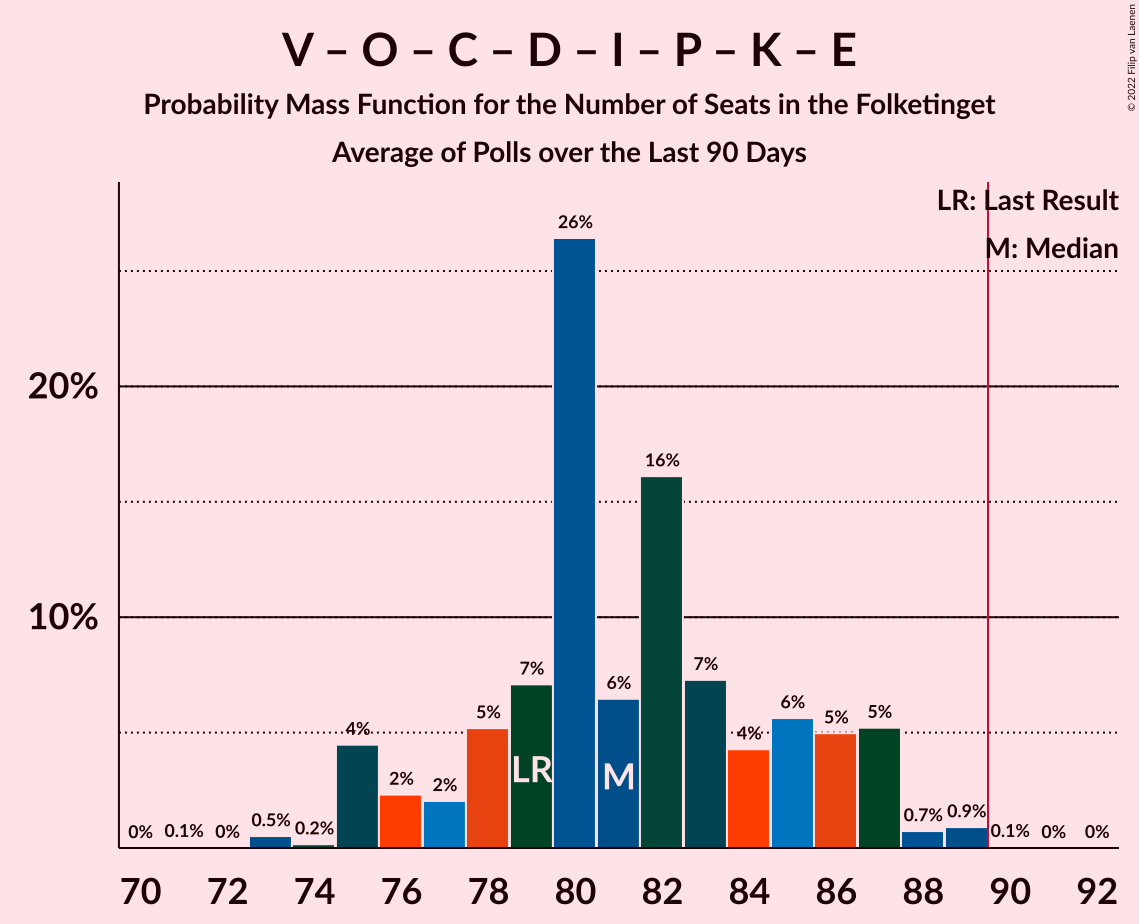 V – O – C – D – I – P – K – E
Probability Mass Function for the Number of Seats in the Folketinget
Average of Polls over the Last 90 Days
© 2022 Filip van Laenen
LR: Last Result
M: Median
20%
10%
0% 0.1% 0% 0.5% 0.2% 4% 2% 2% 5% 7% 26% 6% 16% 7% 4% 6% 5% 5% 0.7% 0.9% 0.1% 0% 0%
LR M
70 72 74 76 78 80 82 84 86 88 90 92